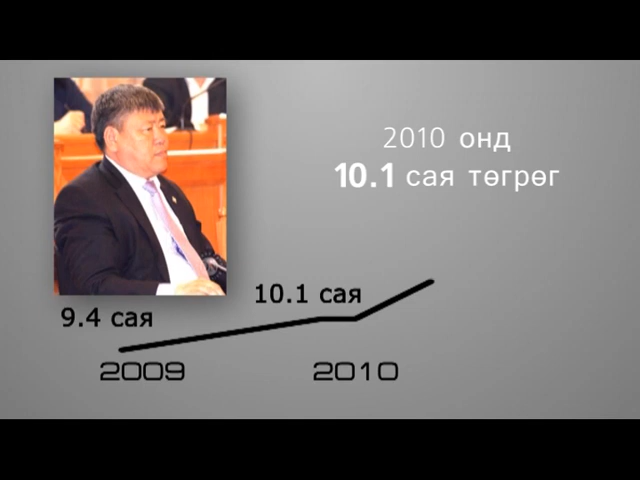 2010 онд
10.1 сая төгрөг
10.1 сая
9.4 сая
2009
2010